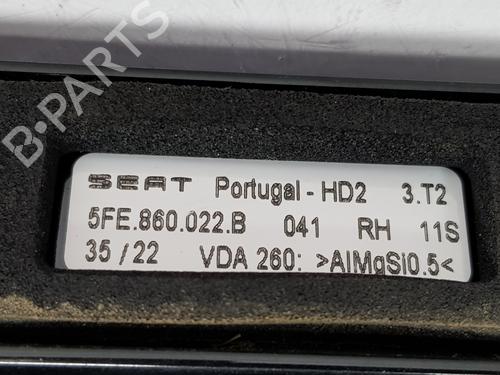 B-PARTS
SEAT Portugal - HD2 3.T2
5FE.860.022.B 041 RH 11S
35 / 22 VDA 260: >AlMgSi0.5<